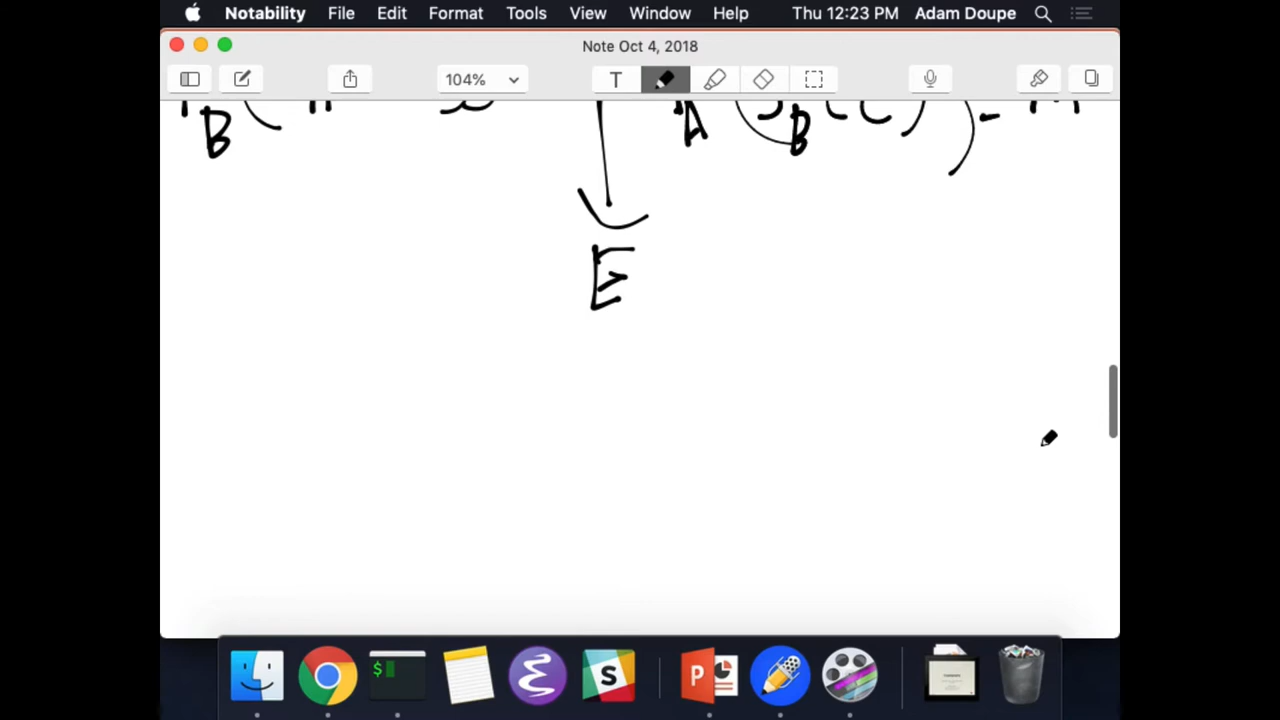 Notability File Edit Format Tools View Window Help Thu 12:23 PM Adam Doupe
Note Oct 4, 2018
104% T
B A B
E
$
S P